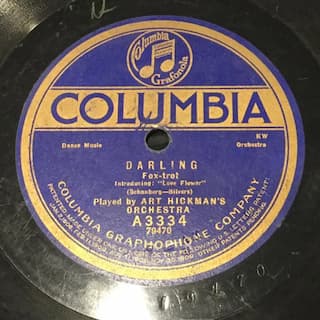 Columbia
Grafonola
COLUMBIA
Dance Music
KW
Orchestra
DARLING
Fox-trot
Introducing: "Love Flower"
(Schonberg-Silvers)
Played by ART HICKMAN'S
ORCHESTRA
A3334
79470
COLUMBIA GRAPHOPHONE COMPANY